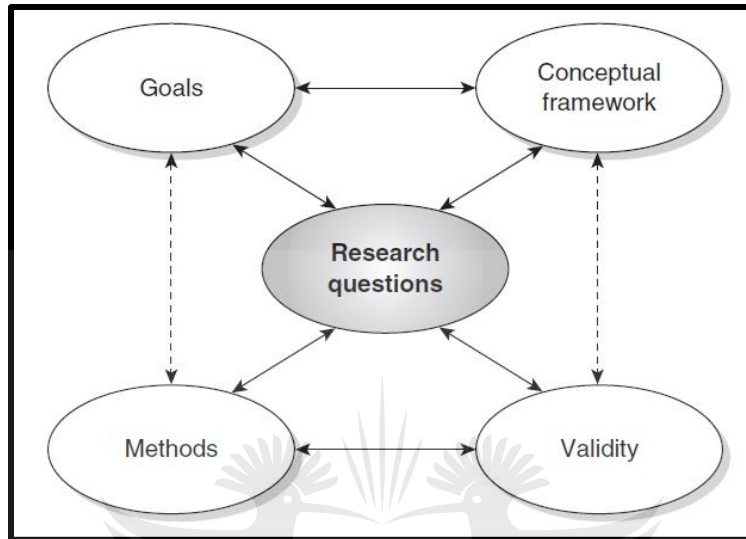 Goals
Conceptual
framework
Research
questions
Methods
Validity